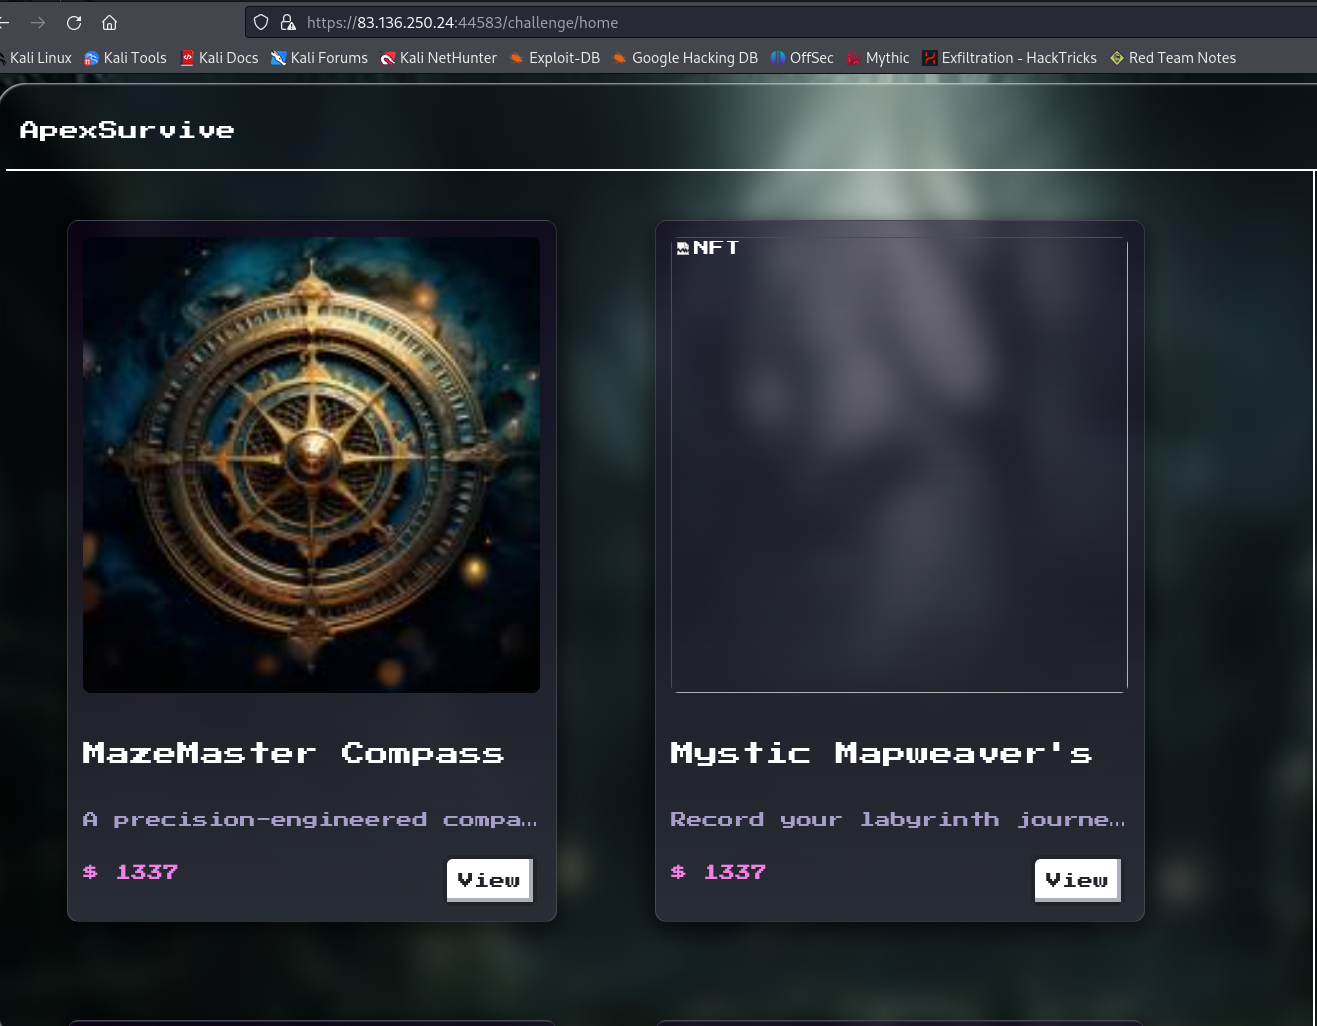 https://83.136.250.24:44583/challenge/home
Kali Linux Kali Tools Kali Docs Kali Forums Kali NetHunter Exploit-DB Google Hacking DB OffSec Mythic Exfiltration - HackTricks Red Team Notes
ApexSurvive
NFT
MazeMaster Compass
A precision-engineered compa...
$ 1337
View
Mystic Mapweaver's
Record your labyrinth journe...
$ 1337
View